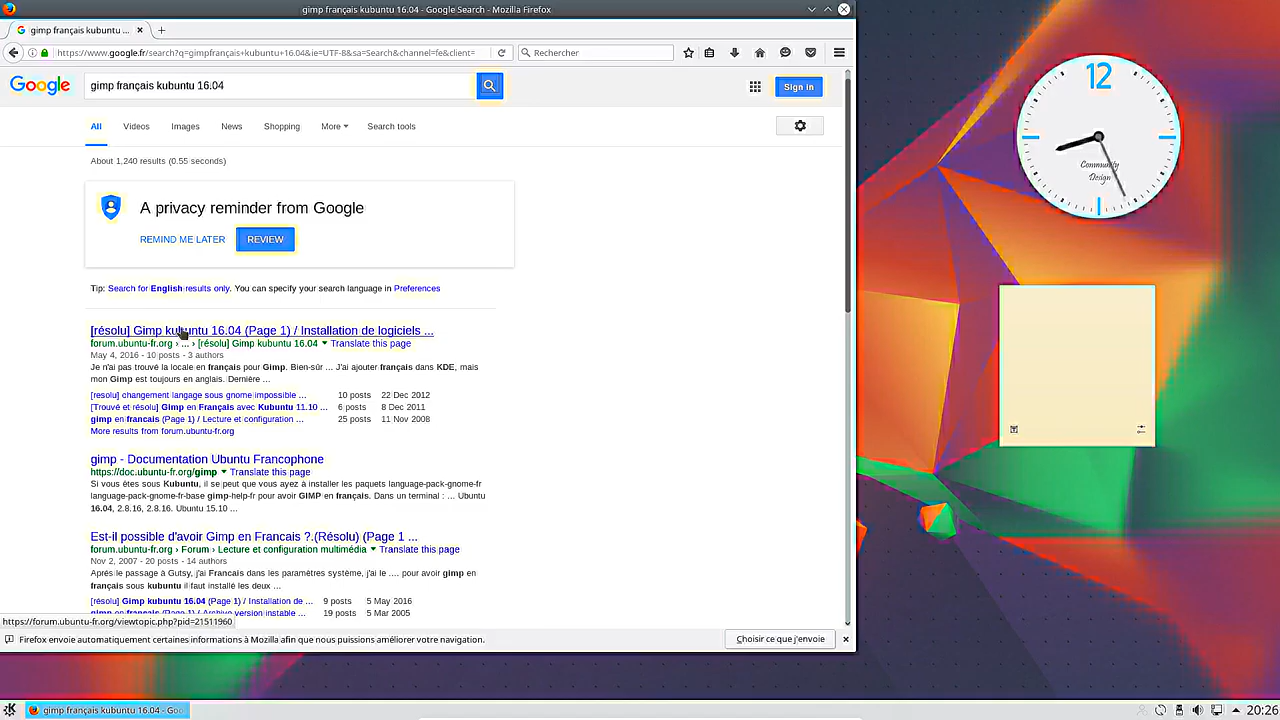 gimp français kubuntu 16.04 - Google Search - Mozilla Firefox
gimp français kubuntu ...
https://www.google.fr/search?q=gimpfrançais+kubuntu+16.04&ie=UTF-8&sa=Search&channel=fe&client=
Rechercher
Google
gimp français kubuntu 16.04
Sign in
All Videos Images News Shopping More Search tools
About 1,240 results (0.55 seconds)
A privacy reminder from Google
REMIND ME LATER REVIEW
Tip: Search for English results only. You can specify your search language in Preferences
[résolu] Gimp kubuntu 16.04 (Page 1) / Installation de logiciels ...
forum.ubuntu-fr.org › ... › [résolu] Gimp kubuntu 16.04 Translate this page
May 4, 2016 - 10 posts - 3 authors
Je n'ai pas trouvé la locale en français pour Gimp. Bien-sûr ... J'ai ajouter français dans KDE, mais
mon Gimp est toujours en anglais. Dernière ...
[resolu] changement langage sous gnome impossible ... 10 posts 22 Dec 2012
[Trouvé et résolu] Gimp en Français avec Kubuntu 11.10 ... 6 posts 8 Dec 2011
gimp en francais (Page 1) / Lecture et configuration ... 25 posts 11 Nov 2008
More results from forum.ubuntu-fr.org
gimp - Documentation Ubuntu Francophone
https://doc.ubuntu-fr.org/gimp Translate this page
Si vous êtes sous Kubuntu, il se peut que vous ayez à installer les paquets language-pack-gnome-fr
language-pack-gnome-fr-base gimp-help-fr pour avoir GIMP en français. Dans un terminal : ... Ubuntu
16.04, 2.8.16, 2.8.16. Ubuntu 15.10 ...
Est-il possible d'avoir Gimp en Francais ?.(Résolu) (Page 1 ...
forum.ubuntu-fr.org › Forum › Lecture et configuration multimédia Translate this page
Nov 2, 2007 - 20 posts - 14 authors
Après le passage à Gutsy, j'ai Francais dans les paramètres système, j'ai le .... pour avoir gimp en
français sous kubuntu il faut installé les deux ...
[résolu] Gimp kubuntu 16.04 (Page 1) / Installation de ... 9 posts 5 May 2016
gimp en français (Page 1) / Archive version instable ... 19 posts 5 Mar 2005
https://forum.ubuntu-fr.org/viewtopic.php?pid=21511960
Firefox envoie automatiquement certaines informations à Mozilla afin que nous puissions améliorer votre navigation.
Choisir ce que j'envoie
12
Community
Design
gimp français kubuntu 16.04 - Goo
20:26